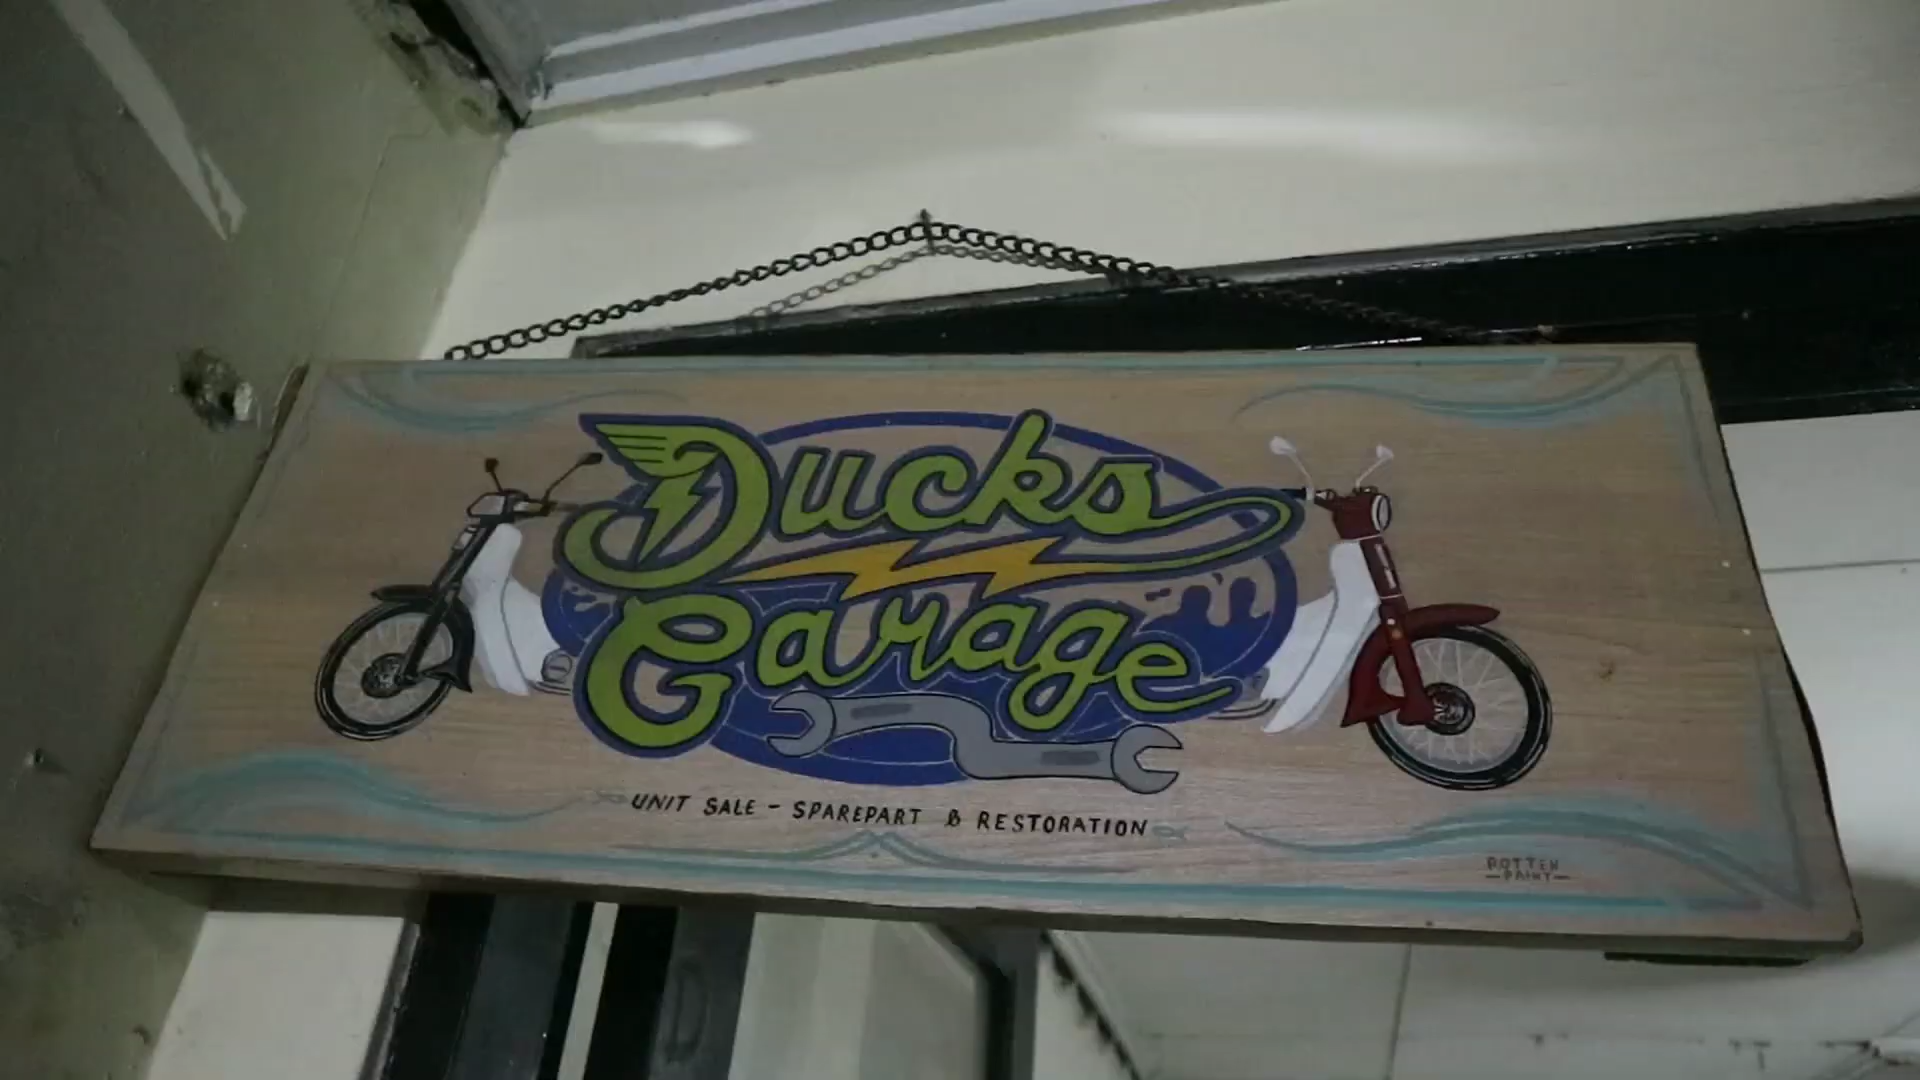 Ducks
Garage
UNIT SALE - SPAREPART & RESTORATION
ROTTEN
-PAINT-